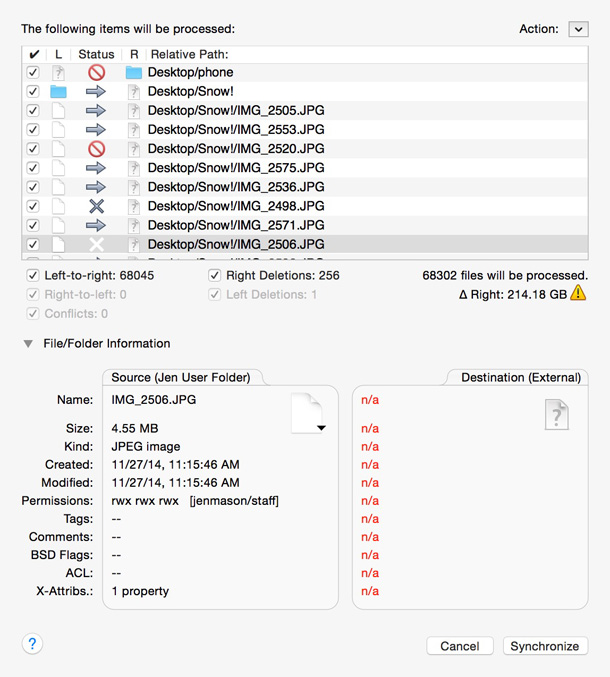 The following items will be processed:
Action:
✔ L Status R Relative Path:
Desktop/phone
Desktop/Snow!
Desktop/Snow!/IMG_2505.JPG
Desktop/Snow!/IMG_2553.JPG
Desktop/Snow!/IMG_2520.JPG
Desktop/Snow!/IMG_2575.JPG
Desktop/Snow!/IMG_2536.JPG
Desktop/Snow!/IMG_2498.JPG
Desktop/Snow!/IMG_2571.JPG
Desktop/Snow!/IMG_2506.JPG
Left-to-right: 68045 Right Deletions: 256 68302 files will be processed.
Right-to-left: 0 Left Deletions: 1 Δ Right: 214.18 GB
Conflicts: 0
File/Folder Information
Source (Jen User Folder) Destination (External)
Name: IMG_2506.JPG n/a
Size: 4.55 MB n/a
Kind: JPEG image n/a
Created: 11/27/14, 11:15:46 AM n/a
Modified: 11/27/14, 11:15:46 AM n/a
Permissions: rwx rwx rwx [jenmason/staff] n/a
Tags: -- n/a
Comments: -- n/a
BSD Flags: -- n/a
ACL: -- n/a
X-Attribs.: 1 property n/a
? Cancel Synchronize